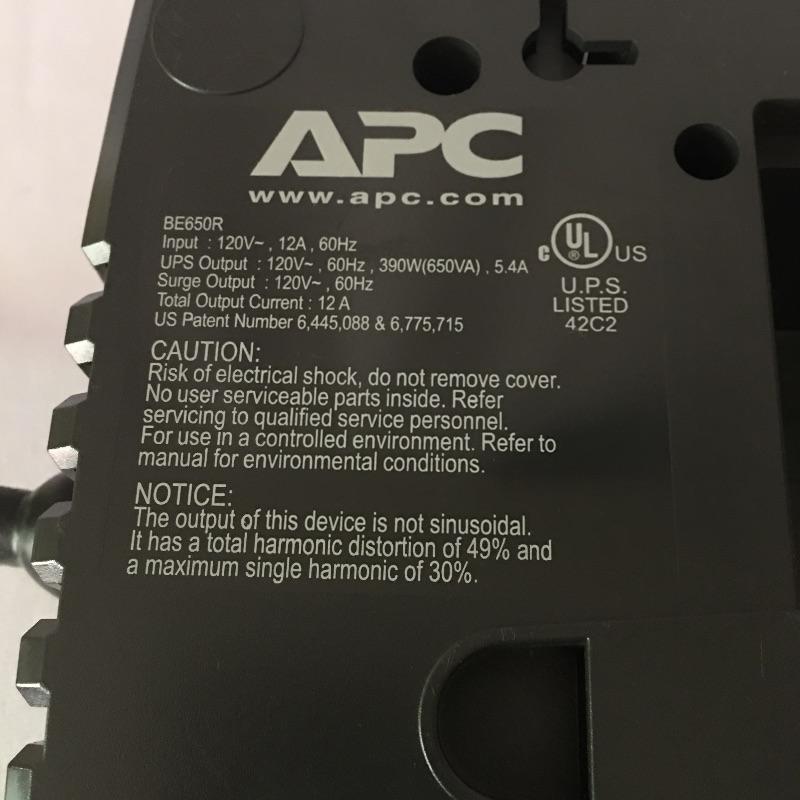 APC
www.apc.com
BE650R
Input : 120V~ , 12A , 60Hz
UPS Output : 120V~ , 60Hz , 390W(650VA) , 5.4A
Surge Output : 120V~ , 60Hz
Total Output Current : 12 A
US Patent Number 6,445,088 & 6,775,715
C UL ® US
U.P.S.
LISTED
42C2
CAUTION:
Risk of electrical shock, do not remove cover.
No user serviceable parts inside. Refer
servicing to qualified service personnel.
For use in a controlled environment. Refer to
manual for environmental conditions.
NOTICE:
The output of this device is not sinusoidal.
It has a total harmonic distortion of 49% and
a maximum single harmonic of 30%.